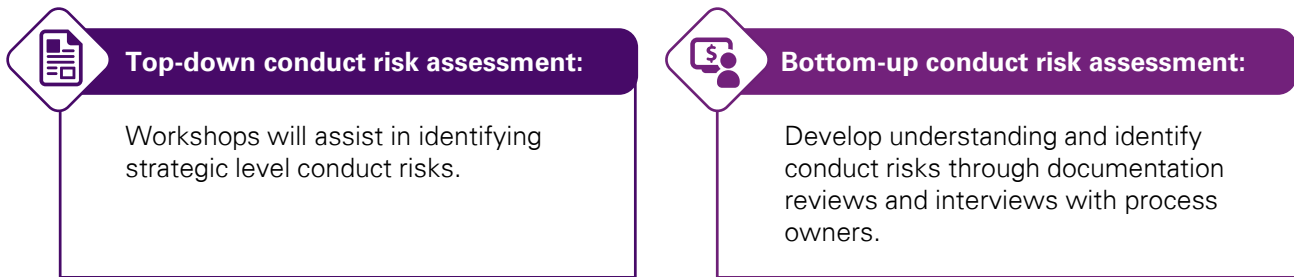 Top-down conduct risk assessment:
Workshops will assist in identifying
strategic level conduct risks.
$
Bottom-up conduct risk assessment:
Develop understanding and identify
conduct risks through documentation
reviews and interviews with process
owners.